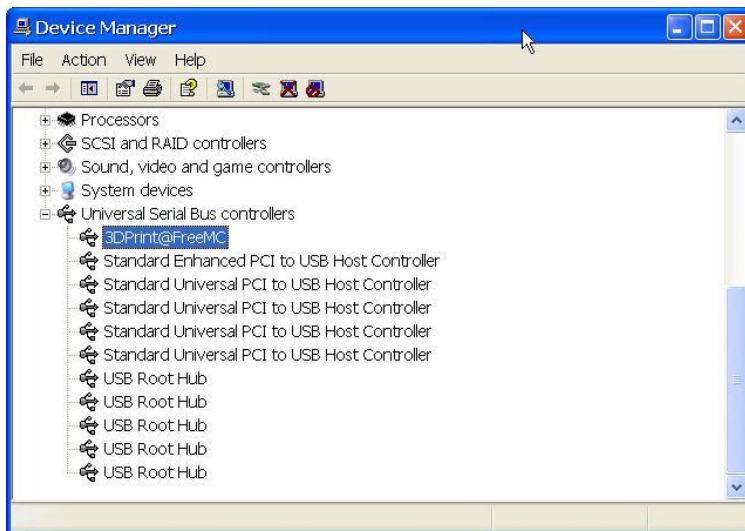 Device Manager
File Action View Help
Processors
SCSI and RAID controllers
Sound, video and game controllers
System devices
Universal Serial Bus controllers
3DPrint@FreeMC
Standard Enhanced PCI to USB Host Controller
Standard Universal PCI to USB Host Controller
Standard Universal PCI to USB Host Controller
Standard Universal PCI to USB Host Controller
Standard Universal PCI to USB Host Controller
USB Root Hub
USB Root Hub
USB Root Hub
USB Root Hub
USB Root Hub